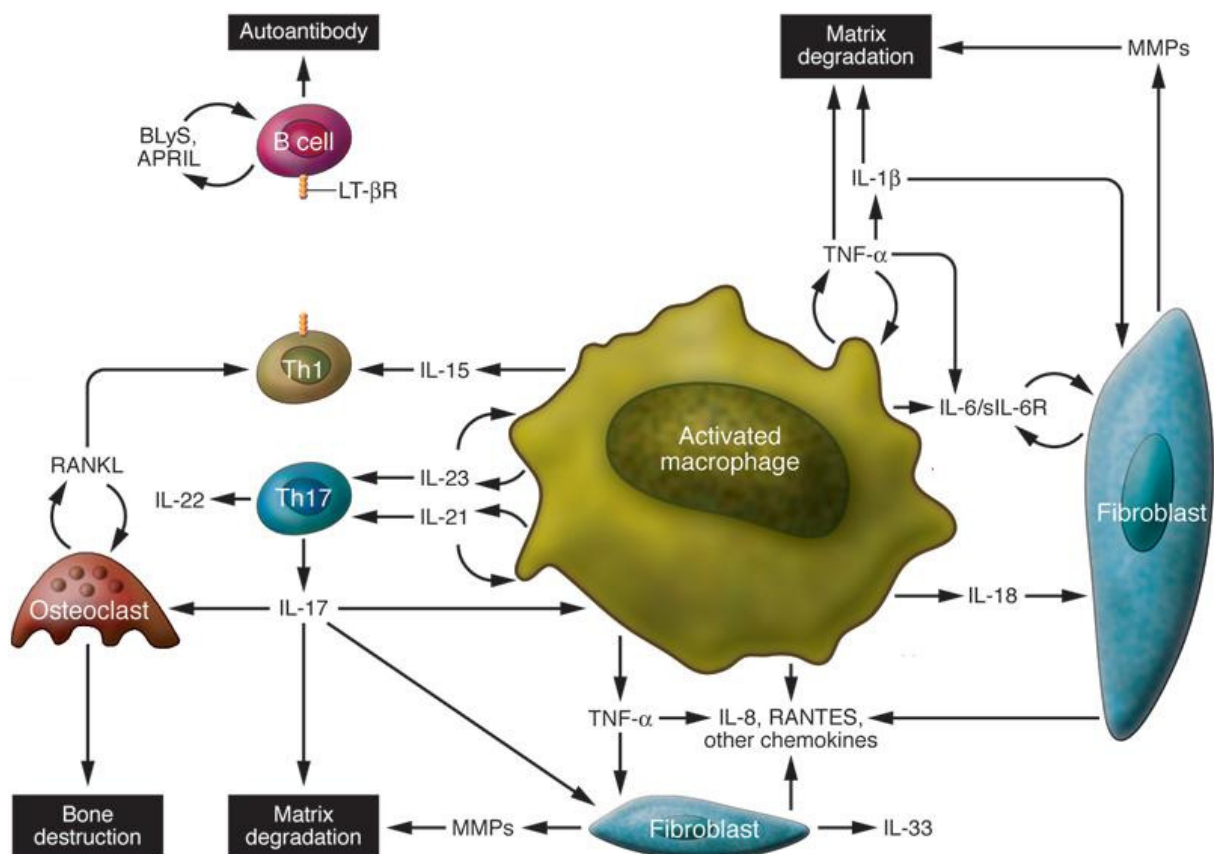 Autoantibody
B cell
BLyS,
APRIL
LT-βR
Matrix
degradation
MMPs
IL-1β
TNF-α
Th1
IL-15
IL-6/sIL-6R
Activated
macrophage
RANKL
IL-22
Th17
IL-23
IL-21
Fibroblast
Osteoclast
IL-17
IL-18
TNF-α
IL-8, RANTES,
other chemokines
Bone
destruction
Matrix
degradation
MMPs
Fibroblast
IL-33